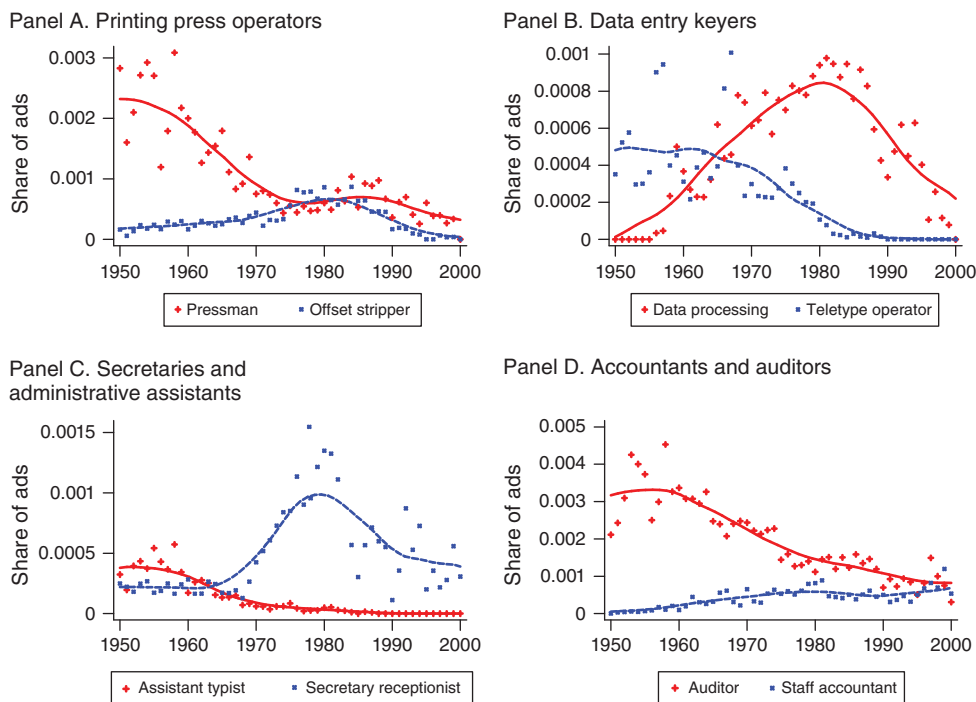 Panel A. Printing press operators
Share of ads
0.003
0.002
0.001
0
1950 1960 1970 1980 1990 2000
Pressman Offset stripper
Panel B. Data entry keyers
Share of ads
0.001
0.0008
0.0006
0.0004
0.0002
0
1950 1960 1970 1980 1990 2000
Data processing Teletype operator
Panel C. Secretaries and
administrative assistants
Share of ads
0.0015
0.001
0.0005
0
1950 1960 1970 1980 1990 2000
Assistant typist Secretary receptionist
Panel D. Accountants and auditors
Share of ads
0.005
0.004
0.003
0.002
0.001
0
1950 1960 1970 1980 1990 2000
Auditor Staff accountant